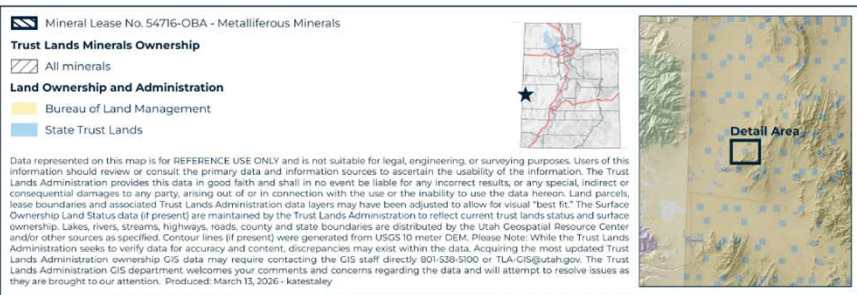 Mineral Lease No. 54716-OBA - Metalliferous Minerals
Trust Lands Minerals Ownership
All minerals
Land Ownership and Administration
Bureau of Land Management
State Trust Lands
Detail Area
Data represented on this map is for REFERENCE USE ONLY and is not suitable for legal, engineering, or surveying purposes. Users of this
information should review or consult the primary data and information sources to ascertain the usability of the information. The Trust
Lands Administration provides this data in good faith and shall in no event be liable for any incorrect results, or any special, indirect or
consequential damages to any party, arising out of or in connection with the use or the inability to use the data hereon. Land parcels,
lease boundaries and associated Trust Lands Administration data layers may have been adjusted to allow for visual "best fit." The Surface
Ownership Land Status data (if present) are maintained by the Trust Lands Administration to reflect current trust lands status and surface
ownership. Lakes, rivers, streams, highways, roads, county and state boundaries are distributed by the Utah Geospatial Resource Center
and/or other sources as specified. Contour lines (if present) were generated from USGS 10 meter DEM. Please Note: While the Trust Lands
Administration seeks to verify data for accuracy and content, discrepancies may exist within the data. Acquiring the most updated Trust
Lands Administration ownership GIS data may require contacting the GIS staff directly 801-538-5100 or TLA-GIS@utah.gov. The Trust
Lands Administration GIS department welcomes your comments and concerns regarding the data and will attempt to resolve issues as
they are brought to our attention. Produced: March 13, 2026 - katestaley